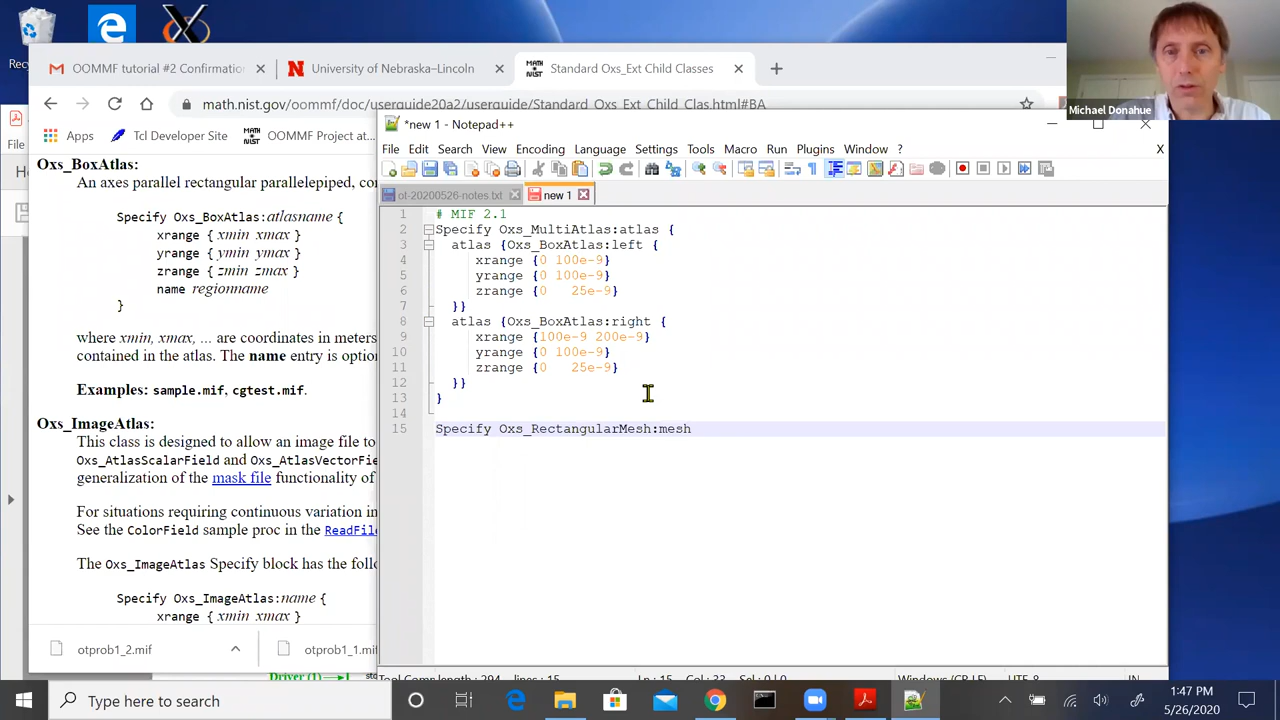 OOMMF tutorial #2 Confirmation
University of Nebraska–Lincoln
Standard Oxs_Ext Child Classes
math.nist.gov/oommf/doc/userguide20a2/userguide/Standard_Oxs_Ext_Child_Clas.html#BA
Apps
Tcl Developer Site
OOMMF Project at...
Michael Donahue
File
*new 1 - Notepad++
File Edit Search View Encoding Language Settings Tools Macro Run Plugins Window ? X
ot-20200526-notes.txt
new 1
Oxs_BoxAtlas:
An axes parallel rectangular parallelepiped, co
Specify Oxs_BoxAtlas:atlasname {
xrange { xmin xmax }
yrange { ymin ymax }
zrange { zmin zmax }
name regionname
}
where xmin, xmax, ... are coordinates in meters
contained in the atlas. The name entry is option
Examples: sample.mif, cgtest.mif.
Oxs_ImageAtlas:
This class is designed to allow an image file to
Oxs_AtlasScalarField and Oxs_AtlasVectorFie
generalization of the mask file functionality of
For situations requiring continuous variation in
See the ColorField sample proc in the ReadFile
The Oxs_ImageAtlas Specify block has the follo
Specify Oxs_ImageAtlas:name {
xrange { xmin xmax }
1 # MIF 2.1
2 Specify Oxs_MultiAtlas:atlas {
3 atlas {Oxs_BoxAtlas:left {
4 xrange {0 100e-9}
5 yrange {0 100e-9}
6 zrange {0 25e-9}
7 }}
8 atlas {Oxs_BoxAtlas:right {
9 xrange {100e-9 200e-9}
10 yrange {0 100e-9}
11 zrange {0 25e-9}
12 }}
13 }
14
15 Specify Oxs_RectangularMesh:mesh
otprob1_2.mif
otprob1_1.mif
Driver (1)
Type here to search
1:47 PM
5/26/2020